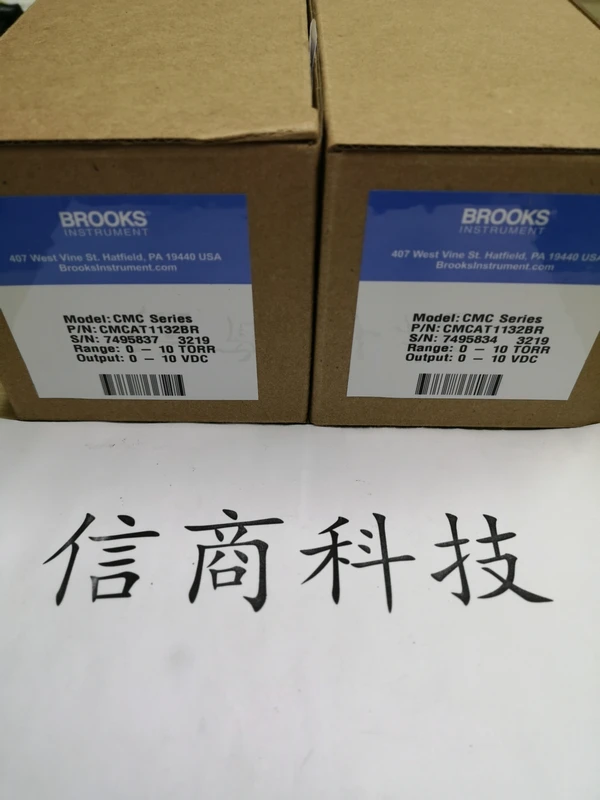 BROOKS
INSTRUMENT
407 West Vine St. Hatfield, PA 19440 USA
BrooksInstrument.com
Model: CMC Series
P/N: CMCAT1132BR
S/N: 7495837 3219
Range: 0 – 10 TORR
Output: 0 – 10 VDC
BROOKS
INSTRUMENT
407 West Vine St. Hatfield, PA 19440 USA
BrooksInstrument.com
Model: CMC Series
P/N: CMCAT1132BR
S/N: 7495834 3219
Range: 0 – 10 TORR
Output: 0 – 10 VDC
信商科技